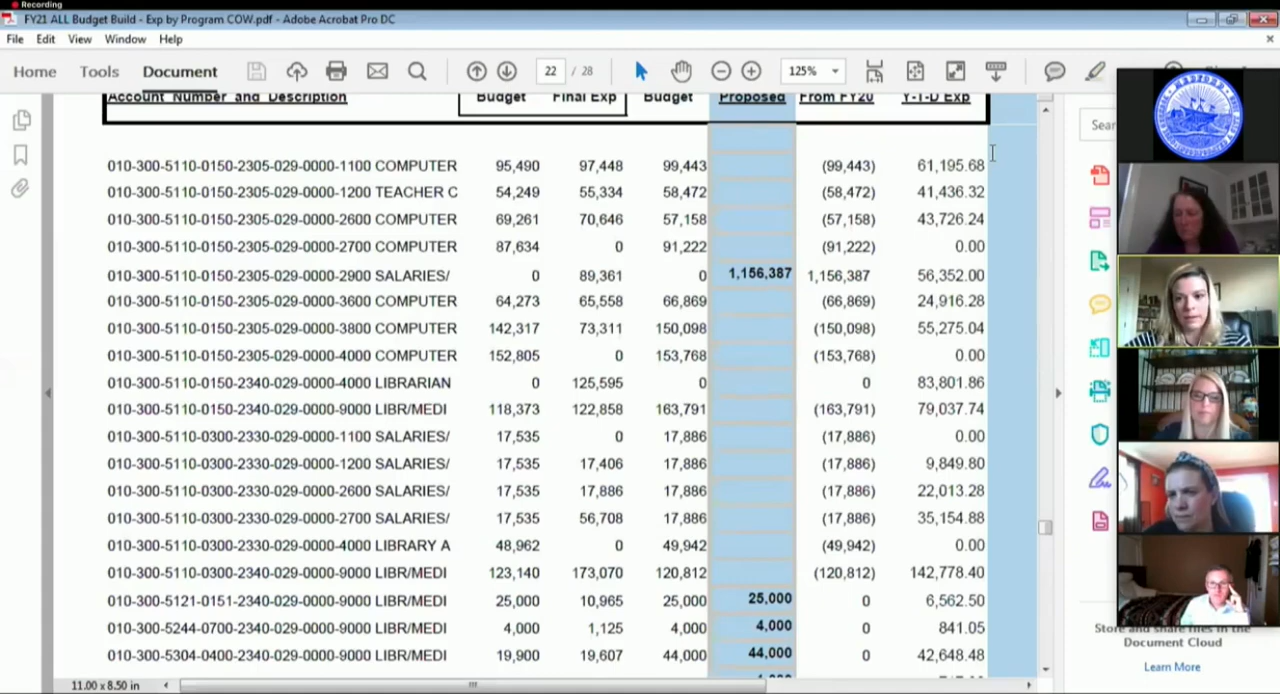 Recording
FY21 ALL Budget Build - Exp by Program COW.pdf - Adobe Acrobat Pro DC
File Edit View Window Help
Home Tools Document 22 / 28 125%
Account Number and Description Budget Final Exp Budget Proposed From FY20 Y-T-D Exp
Sear
010-300-5110-0150-2305-029-0000-1100 COMPUTER 95,490 97,448 99,443 (99,443) 61,195.68
010-300-5110-0150-2305-029-0000-1200 TEACHER C 54,249 55,334 58,472 (58,472) 41,436.32
010-300-5110-0150-2305-029-0000-2600 COMPUTER 69,261 70,646 57,158 (57,158) 43,726.24
010-300-5110-0150-2305-029-0000-2700 COMPUTER 87,634 0 91,222 (91,222) 0.00
010-300-5110-0150-2305-029-0000-2900 SALARIES/ 0 89,361 0 1,156,387 1,156,387 56,352.00
010-300-5110-0150-2305-029-0000-3600 COMPUTER 64,273 65,558 66,869 (66,869) 24,916.28
010-300-5110-0150-2305-029-0000-3800 COMPUTER 142,317 73,311 150,098 (150,098) 55,275.04
010-300-5110-0150-2305-029-0000-4000 COMPUTER 152,805 0 153,768 (153,768) 0.00
010-300-5110-0150-2340-029-0000-4000 LIBRARIAN 0 125,595 0 0 83,801.86
010-300-5110-0150-2340-029-0000-9000 LIBR/MEDI 118,373 122,858 163,791 (163,791) 79,037.74
010-300-5110-0300-2330-029-0000-1100 SALARIES/ 17,535 0 17,886 (17,886) 0.00
010-300-5110-0300-2330-029-0000-1200 SALARIES/ 17,535 17,406 17,886 (17,886) 9,849.80
010-300-5110-0300-2330-029-0000-2600 SALARIES/ 17,535 17,886 17,886 (17,886) 22,013.28
010-300-5110-0300-2330-029-0000-2700 SALARIES/ 17,535 56,708 17,886 (17,886) 35,154.88
010-300-5110-0300-2330-029-0000-4000 LIBRARY A 48,962 0 49,942 (49,942) 0.00
010-300-5110-0300-2340-029-0000-9000 LIBR/MEDI 123,140 173,070 120,812 (120,812) 142,778.40
010-300-5121-0151-2340-029-0000-9000 LIBR/MEDI 25,000 10,965 25,000 25,000 0 6,562.50
010-300-5244-0700-2340-029-0000-9000 LIBR/MEDI 4,000 1,125 4,000 4,000 0 841.05
010-300-5304-0400-2340-029-0000-9000 LIBR/MEDI 19,900 19,607 44,000 44,000 0 42,648.48
Store and share files in the
Document Cloud
Learn More
11.00 x 8.50 in